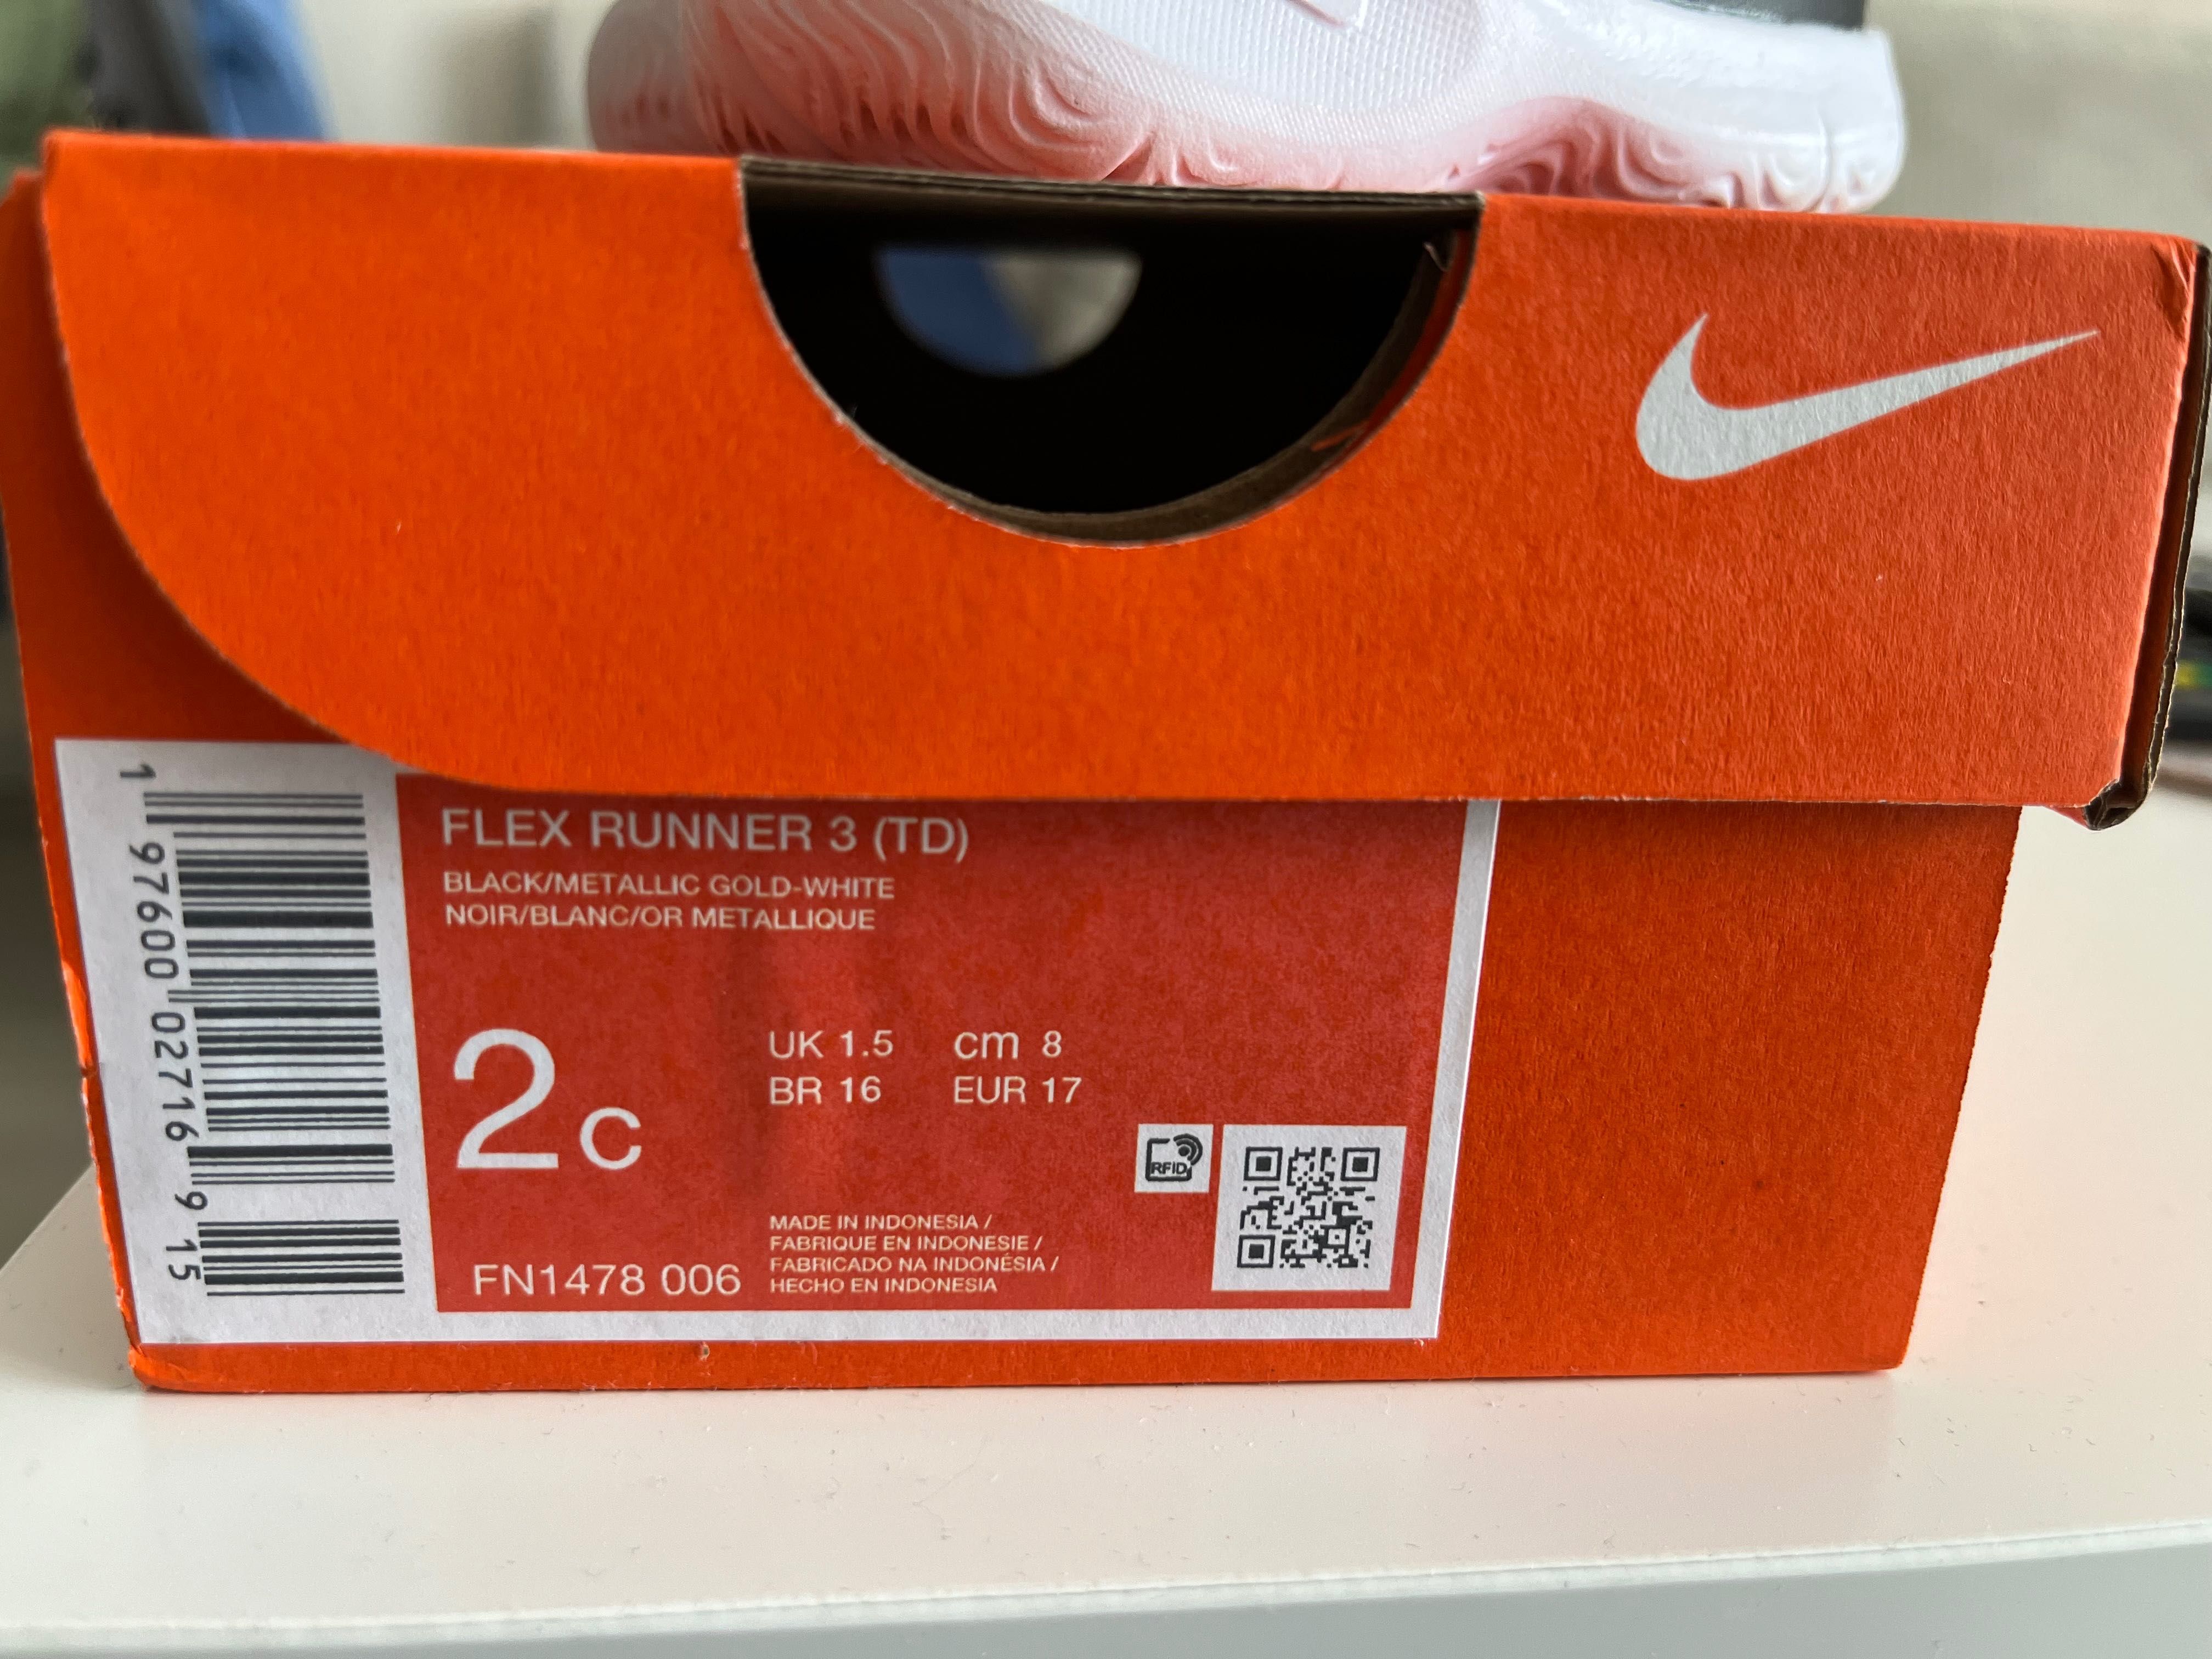 FLEX RUNNER 3 (TD)
BLACK/METALLIC GOLD-WHITE
NOIR/BLANC/OR METALLIQUE
2c
UK 1.5 cm 8
BR 16 EUR 17
RFID
FN1478 006
MADE IN INDONESIA /
FABRIQUE EN INDONESIE /
FABRICADO NA INDONÉSIA /
HECHO EN INDONESIA
1 97600 02716 9 15